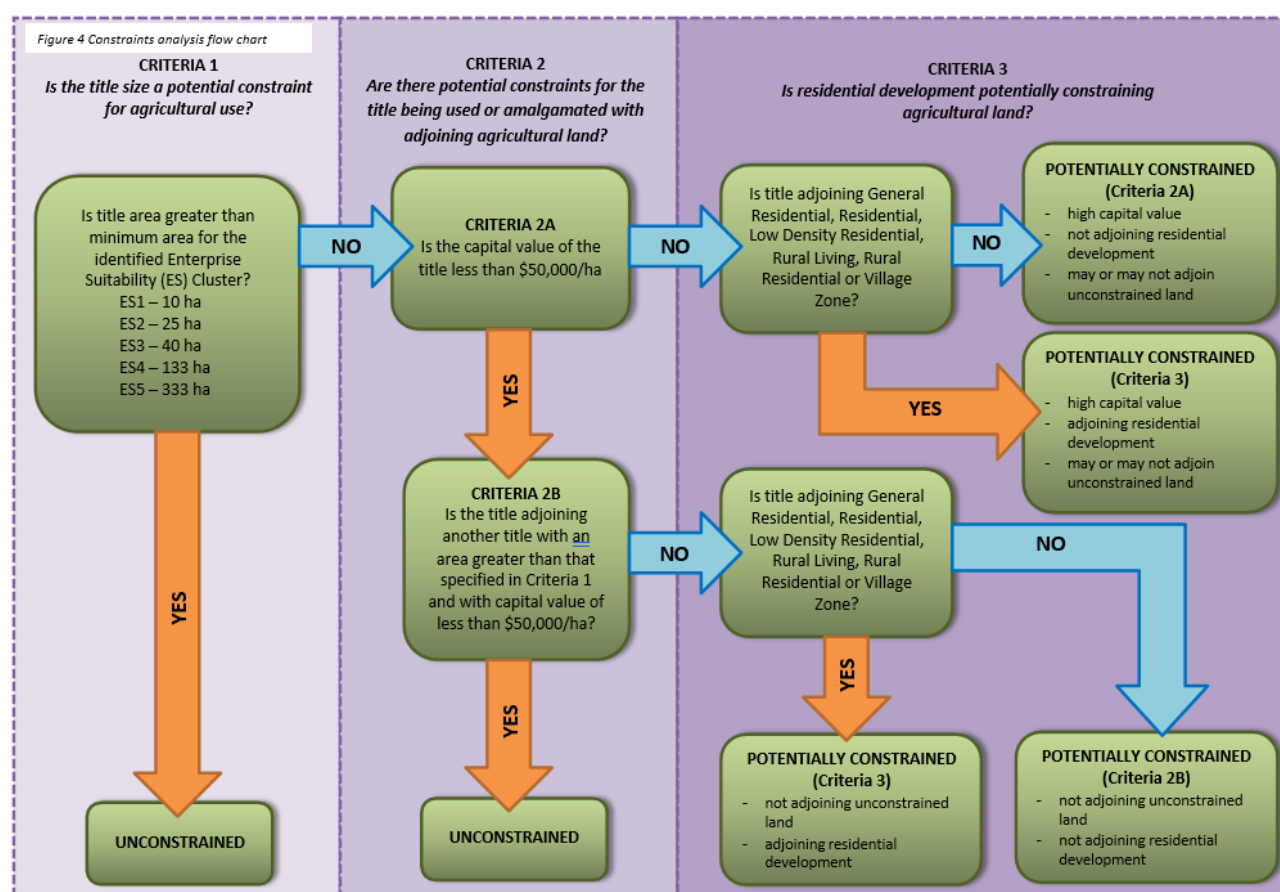 Figure 4 Constraints analysis flow chart
CRITERIA 1
Is the title size a potential constraint
for agricultural use?
Is title area greater than
minimum area for the
identified Enterprise
Suitability (ES) Cluster?
ES1 – 10 ha
ES2 – 25 ha
ES3 – 40 ha
ES4 – 133 ha
ES5 – 333 ha
NO
YES
UNCONSTRAINED
CRITERIA 2
Are there potential constraints for the
title being used or amalgamated with
adjoining agricultural land?
CRITERIA 2A
Is the capital value of the
title less than $50,000/ha
NO
YES
CRITERIA 2B
Is the title adjoining
another title with an
area greater than that
specified in Criteria 1
and with capital value of
less than $50,000/ha?
NO
YES
UNCONSTRAINED
CRITERIA 3
Is residential development potentially constraining
agricultural land?
Is title adjoining General
Residential, Residential,
Low Density Residential,
Rural Living, Rural
Residential or Village
Zone?
NO
POTENTIALLY CONSTRAINED
(Criteria 2A)
- high capital value
- not adjoining residential
development
- may or may not adjoin
unconstrained land
YES
POTENTIALLY CONSTRAINED
(Criteria 3)
- high capital value
- adjoining residential
development
- may or may not adjoin
unconstrained land
Is title adjoining General
Residential, Residential,
Low Density Residential,
Rural Living, Rural
Residential or Village
Zone?
NO
YES
POTENTIALLY CONSTRAINED
(Criteria 3)
- not adjoining unconstrained
land
- adjoining residential
development
POTENTIALLY CONSTRAINED
(Criteria 2B)
- not adjoining unconstrained
land
- not adjoining residential
development